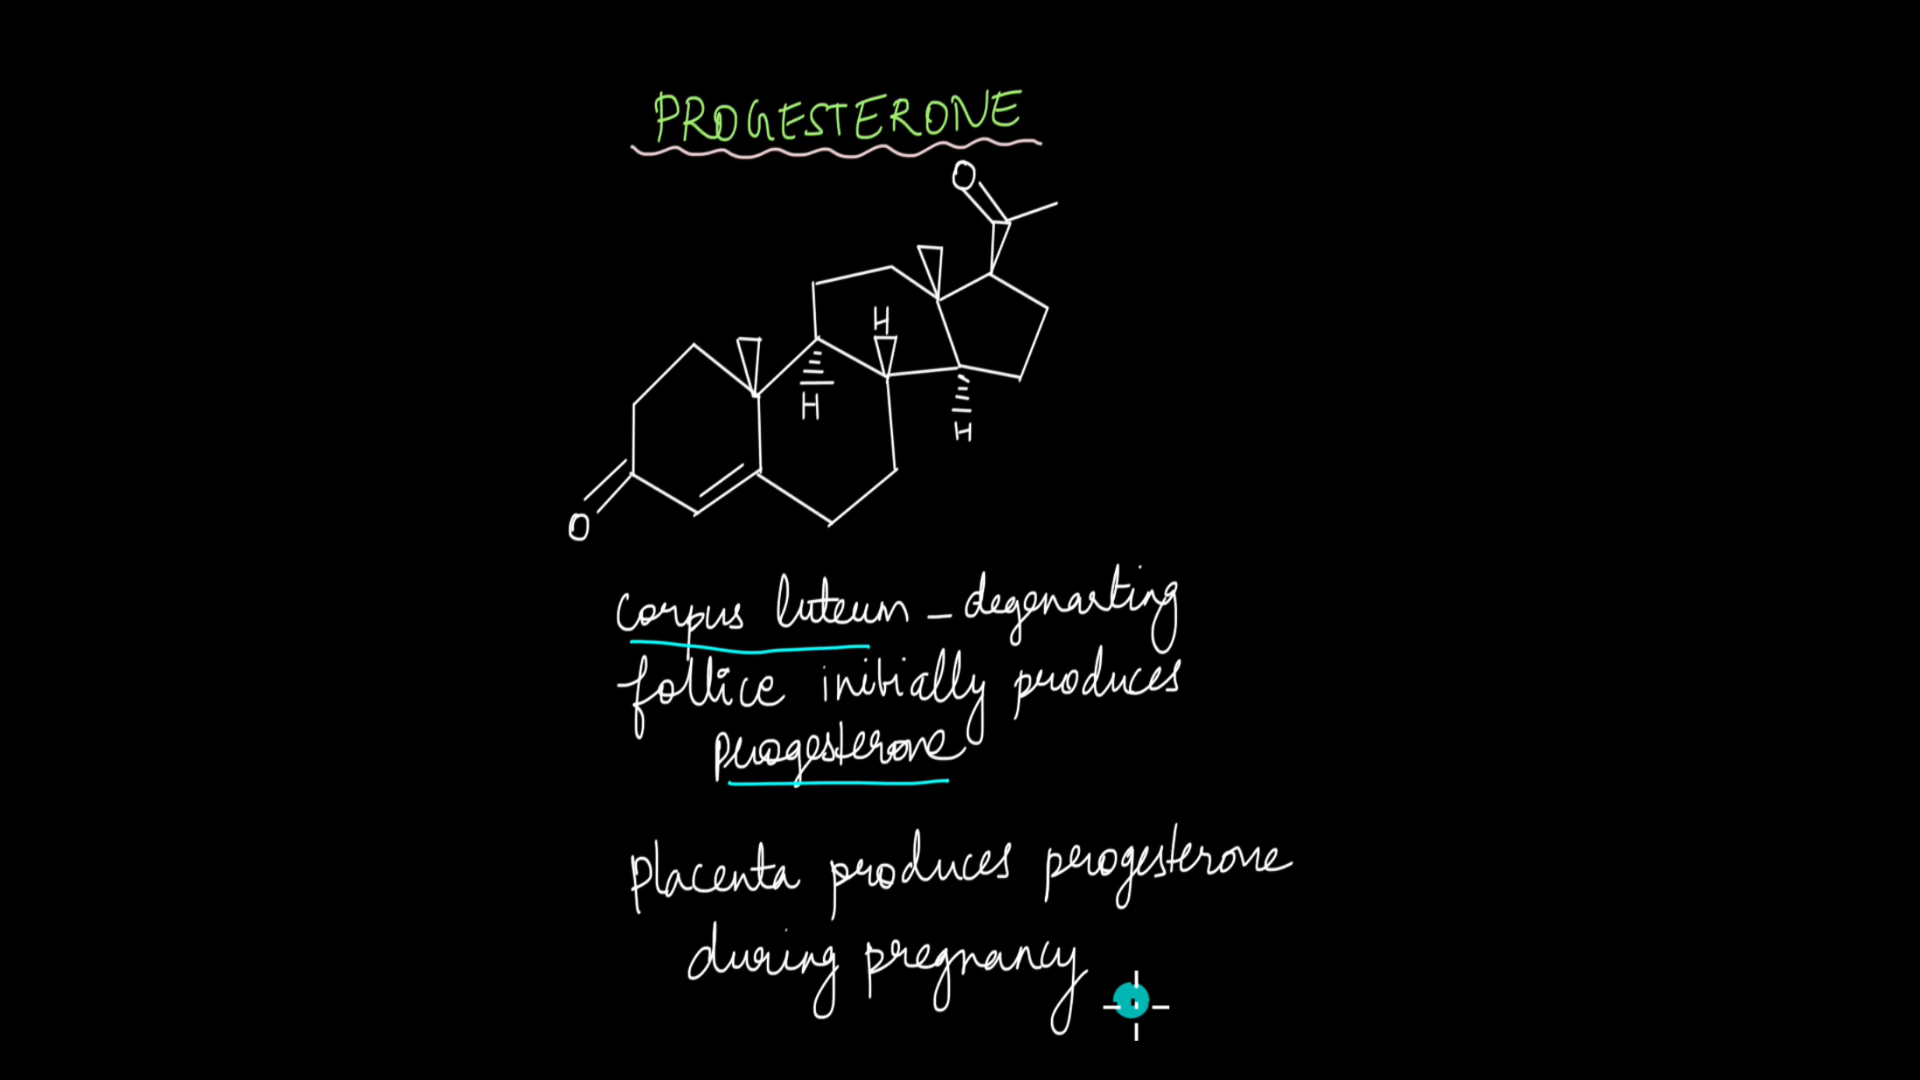 PROGESTERONE
O
H
H
H
O
corpus luteum - degenarting
follice initially produces
progesterone
placenta produces progesterone
during pregnancy